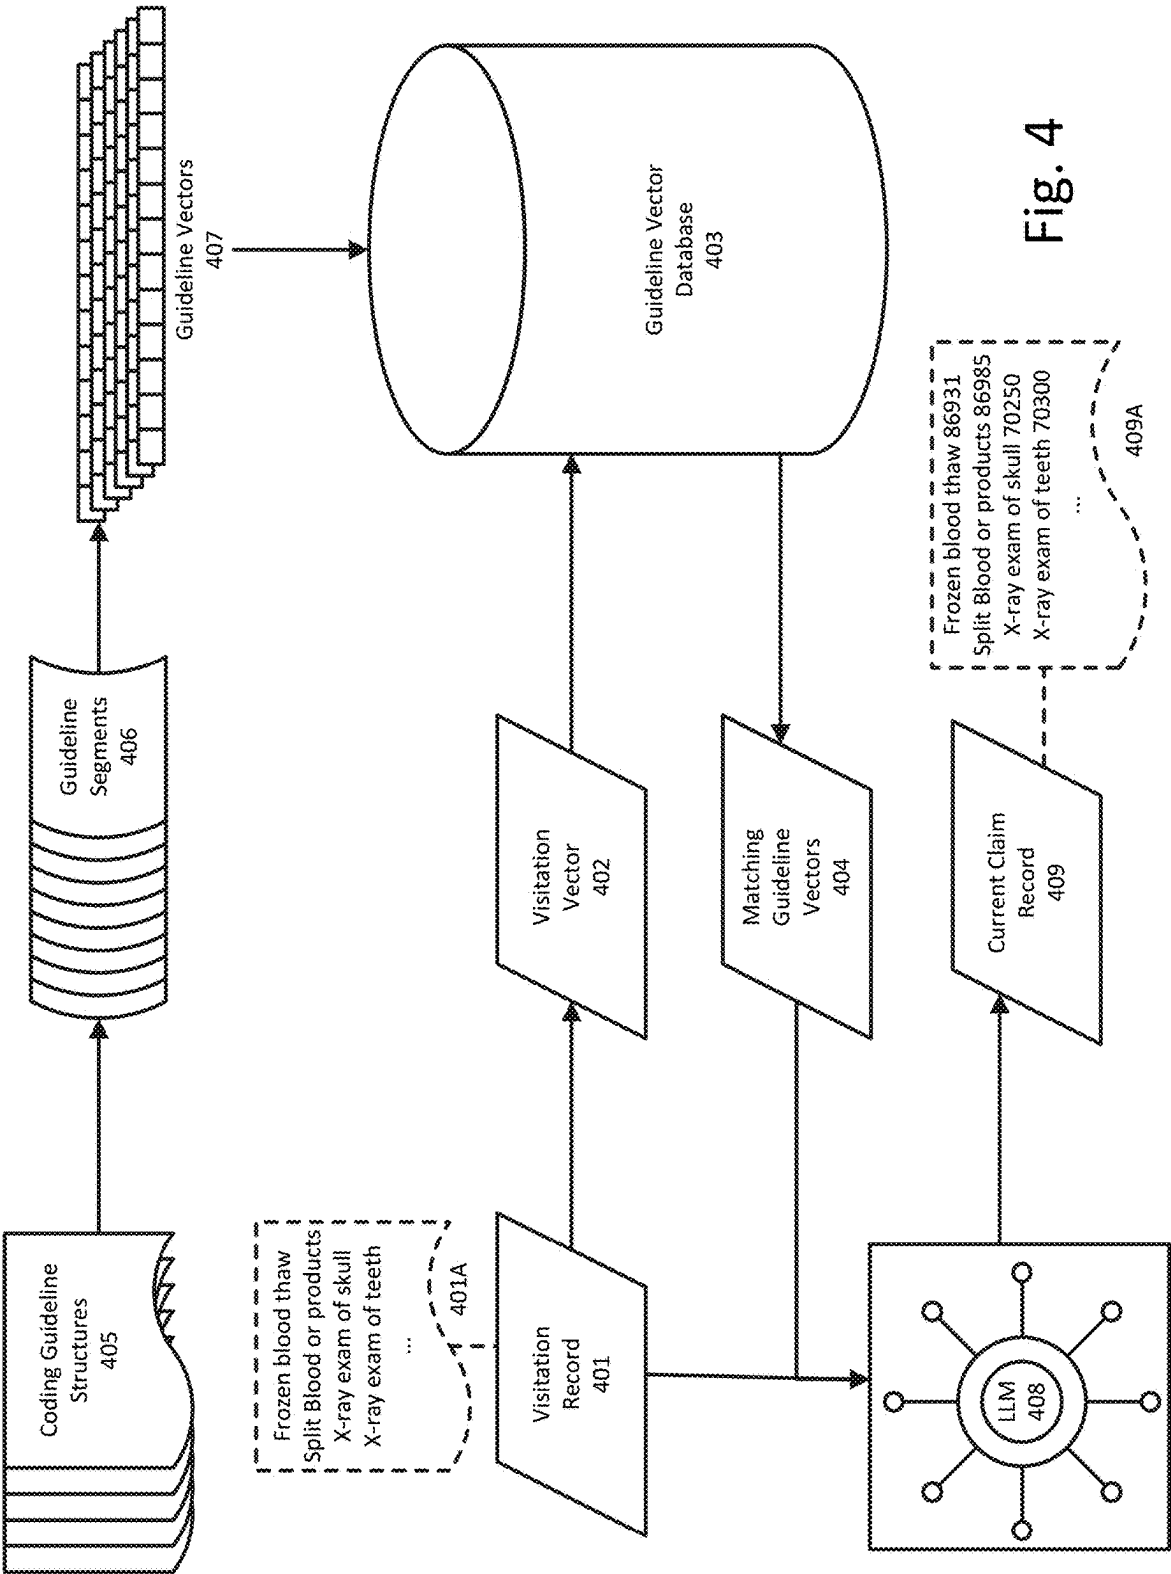 Coding Guideline
Structures
405
Guideline
Segments
406
Guideline Vectors
407
Frozen blood thaw
Split Blood or products
X-ray exam of skull
X-ray exam of teeth
...
401A
Visitation
Record
401
Visitation
Vector
402
Guideline Vector
Database
403
Matching
Guideline
Vectors
404
LLM
408
Current Claim
Record
409
Frozen blood thaw 86931
Split Blood or products 86985
X-ray exam of skull 70250
X-ray exam of teeth 70300
...
409A
Fig. 4